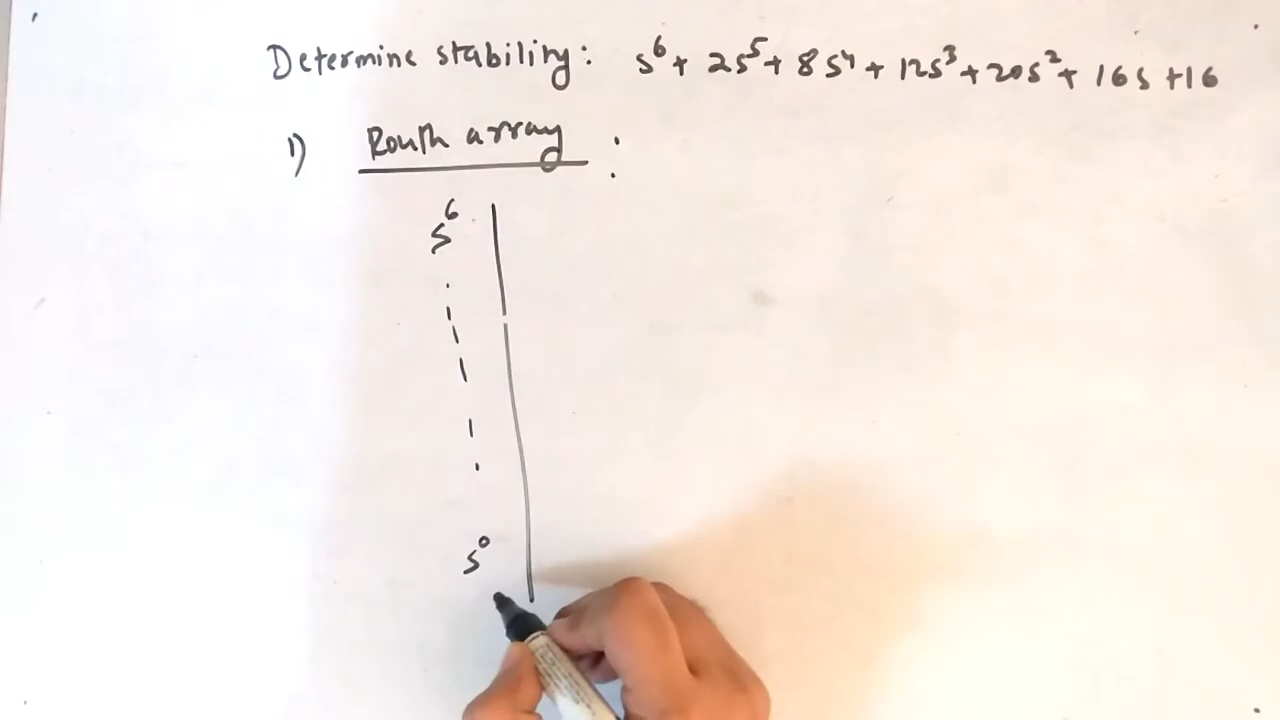 Determine stability: s⁶ + 2s⁵ + 8s⁴ + 12s³ + 20s² + 16s + 16
1) Routh array :
s⁶
s⁰